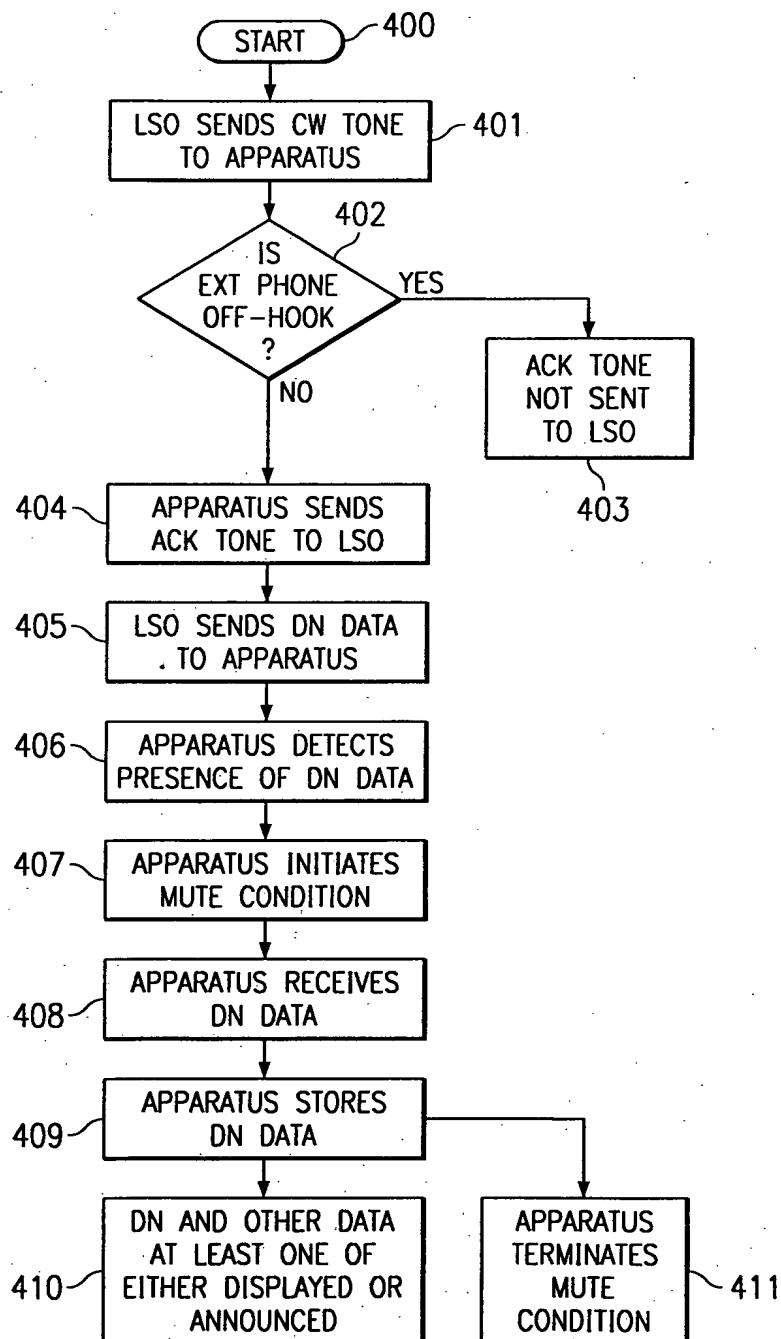 START
400
LSO SENDS CW TONE
TO APPARATUS
401
402
IS
EXT PHONE
OFF-HOOK
?
YES
NO
ACK TONE
NOT SENT
TO LSO
403
404
APPARATUS SENDS
ACK TONE TO LSO
405
LSO SENDS DN DATA
TO APPARATUS
406
APPARATUS DETECTS
PRESENCE OF DN DATA
407
APPARATUS INITIATES
MUTE CONDITION
408
APPARATUS RECEIVES
DN DATA
409
APPARATUS STORES
DN DATA
410
DN AND OTHER DATA
AT LEAST ONE OF
EITHER DISPLAYED OR
ANNOUNCED
APPARATUS
TERMINATES
MUTE
CONDITION
411